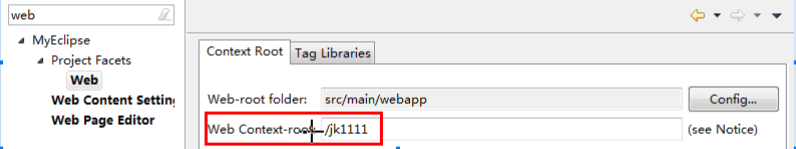 web
MyEclipse
Project Facets
Web
Web Content Settin
Web Page Editor
Context Root
Tag Libraries
Web-root folder: src/main/webapp Config...
Web Context-root: /jk1111 (see Notice)